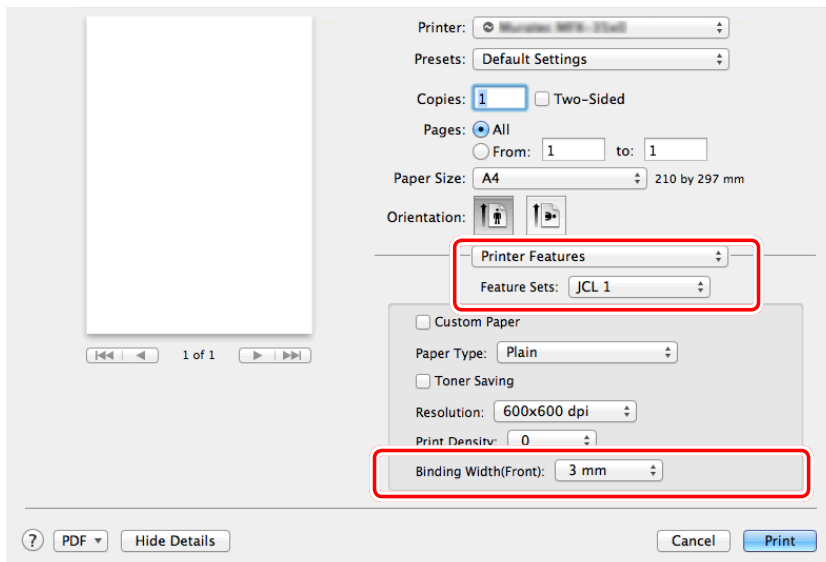 Printer:
Presets: Default Settings
Copies: 1 Two-Sided
Pages: All
From: 1 to: 1
Paper Size: A4 210 by 297 mm
Orientation:
Printer Features
Feature Sets: JCL 1
Custom Paper
Paper Type: Plain
Toner Saving
Resolution: 600x600 dpi
Print Density: 0
Binding Width(Front): 3 mm
1 of 1
? PDF Hide Details Cancel Print